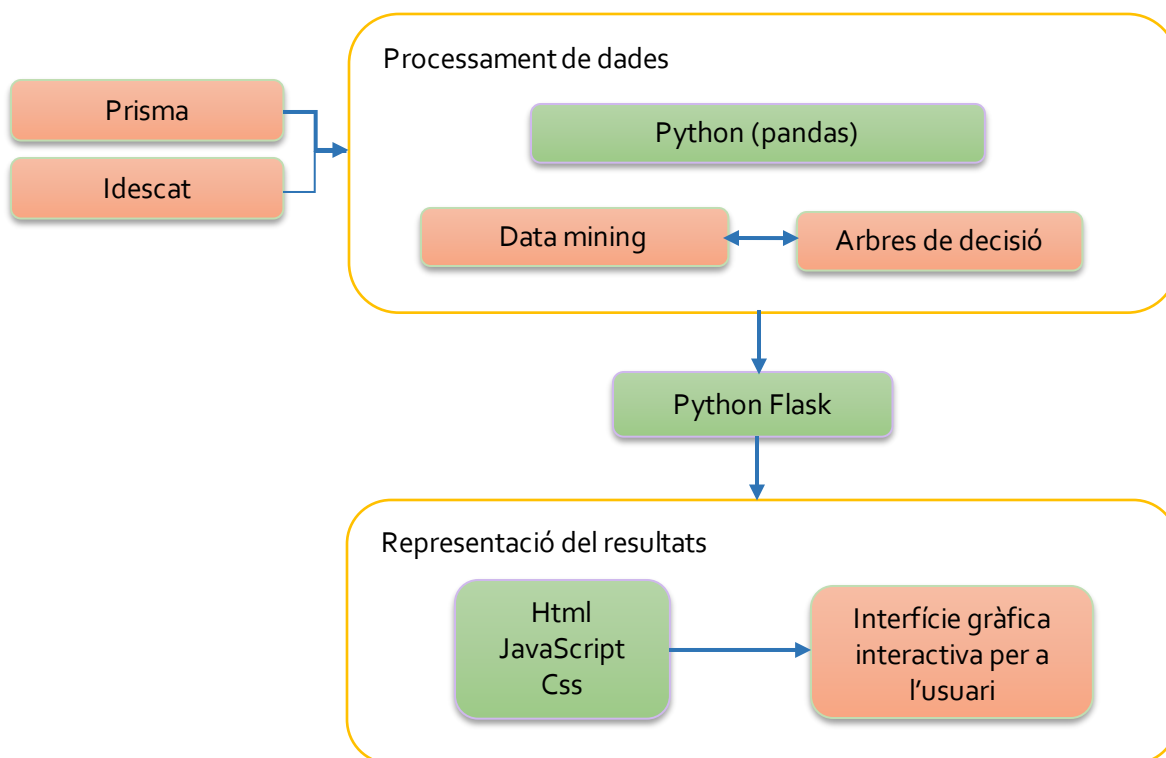 Processament de dades
Prisma
Idescat
Python (pandas)
Data mining
Arbres de decisió
Python Flask
Representació del resultats
Html
JavaScript
Css
Interfície gràfica
interactiva per a
l’usuari